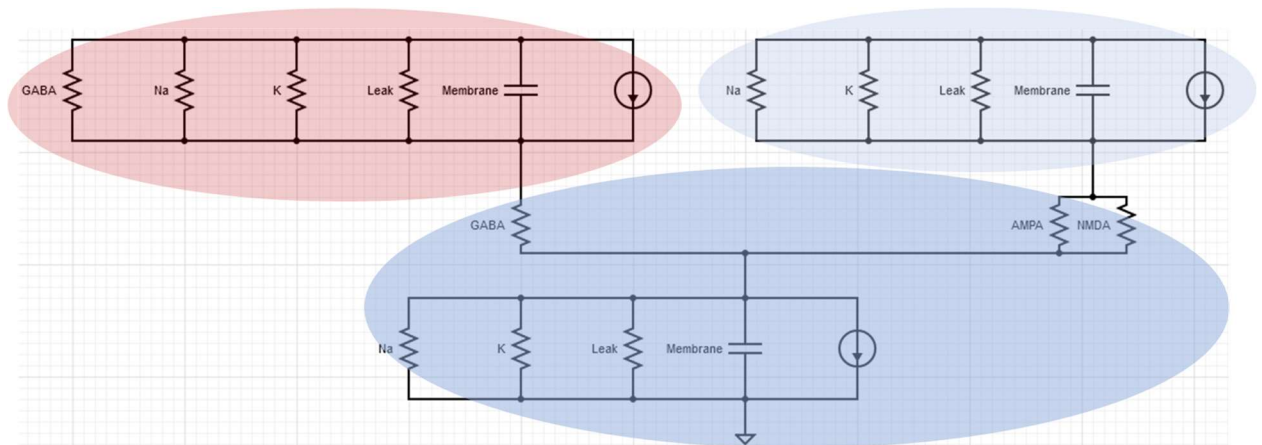 GABA Na K Leak Membrane Na K Leak Membrane
GABA AMPA NMDA
Na K Leak Membrane